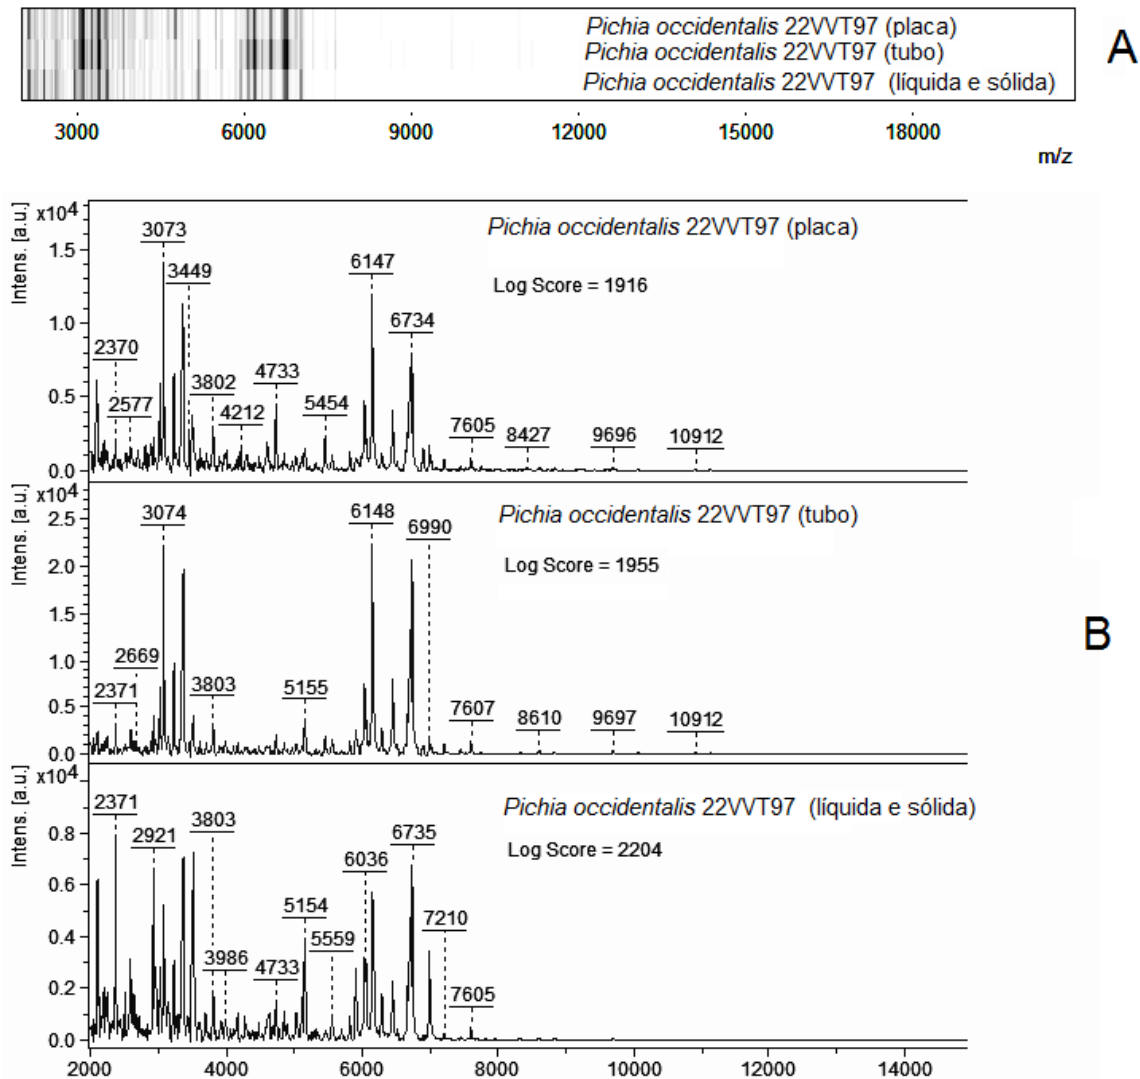 Pichia occidentalis 22VVT97 (placa)
Pichia occidentalis 22VVT97 (tubo)
Pichia occidentalis 22VVT97 (líquida e sólida)
A
3000 6000 9000 12000 15000 18000
m/z
Intens. [a.u.]
x10⁴
1.5
1.0
0.5
0.0
Pichia occidentalis 22VVT97 (placa)
Log Score = 1916
3073
3449
2370
2577
3802
4212
4733
5454
6147
6734
7605
8427
9696
10912
Intens. [a.u.]
x10⁴
2.5
2.0
1.5
1.0
0.5
0.0
Pichia occidentalis 22VVT97 (tubo)
Log Score = 1955
3074
2669
2371
3803
5155
6148
6990
7607
8610
9697
10912
B
Intens. [a.u.]
x10⁴
0.8
0.6
0.4
0.2
0.0
Pichia occidentalis 22VVT97 (líquida e sólida)
Log Score = 2204
2371
2921
3803
3986
4733
5154
5559
6036
6735
7210
7605
2000 4000 6000 8000 10000 12000 14000